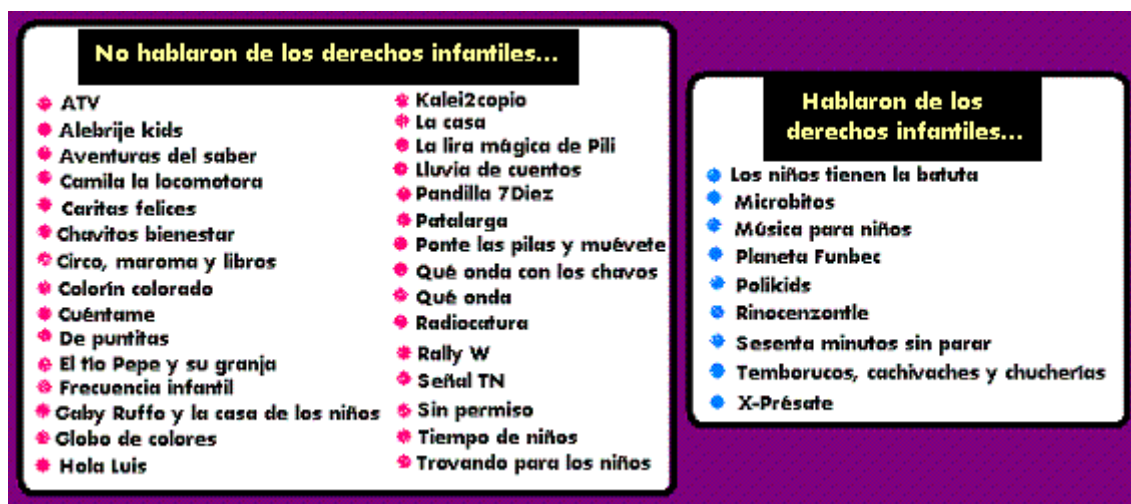 No hablaron de los derechos infantiles...
ATV
Alebrije kids
Aventuras del saber
Camila la locomotora
Caritas felices
Chavitos bienestar
Circo, maroma y libros
Colorín colorado
Cuéntame
De puntitas
El tío Pepe y su granja
Frecuencia infantil
Gaby Ruffo y la casa de los niños
Globo de colores
Hola Luis
Kalei2copio
La casa
La lira mágica de Pili
Lluvia de cuentos
Pandilla 7Diez
Patalarga
Ponte las pilas y muévete
Qué onda con los chavos
Qué onda
Radiocatura
Rally W
Señal TN
Sin permiso
Tiempo de niños
Trovando para los niños
Hablaron de los
derechos infantiles...
Los niños tienen la batuta
Microbitos
Música para niños
Planeta Funbec
Polikids
Rinocenzontle
Sesenta minutos sin parar
Temborucos, cachivaches y chucherías
X-Présate